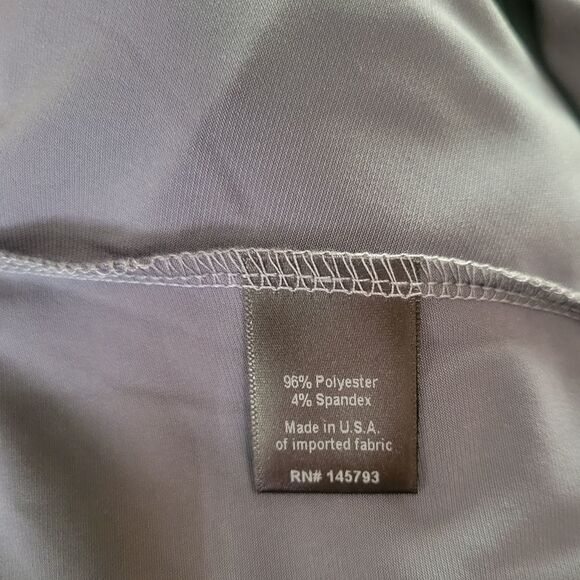 96% Polyester
4% Spandex
Made in U.S.A.
of imported fabric
RN# 145793